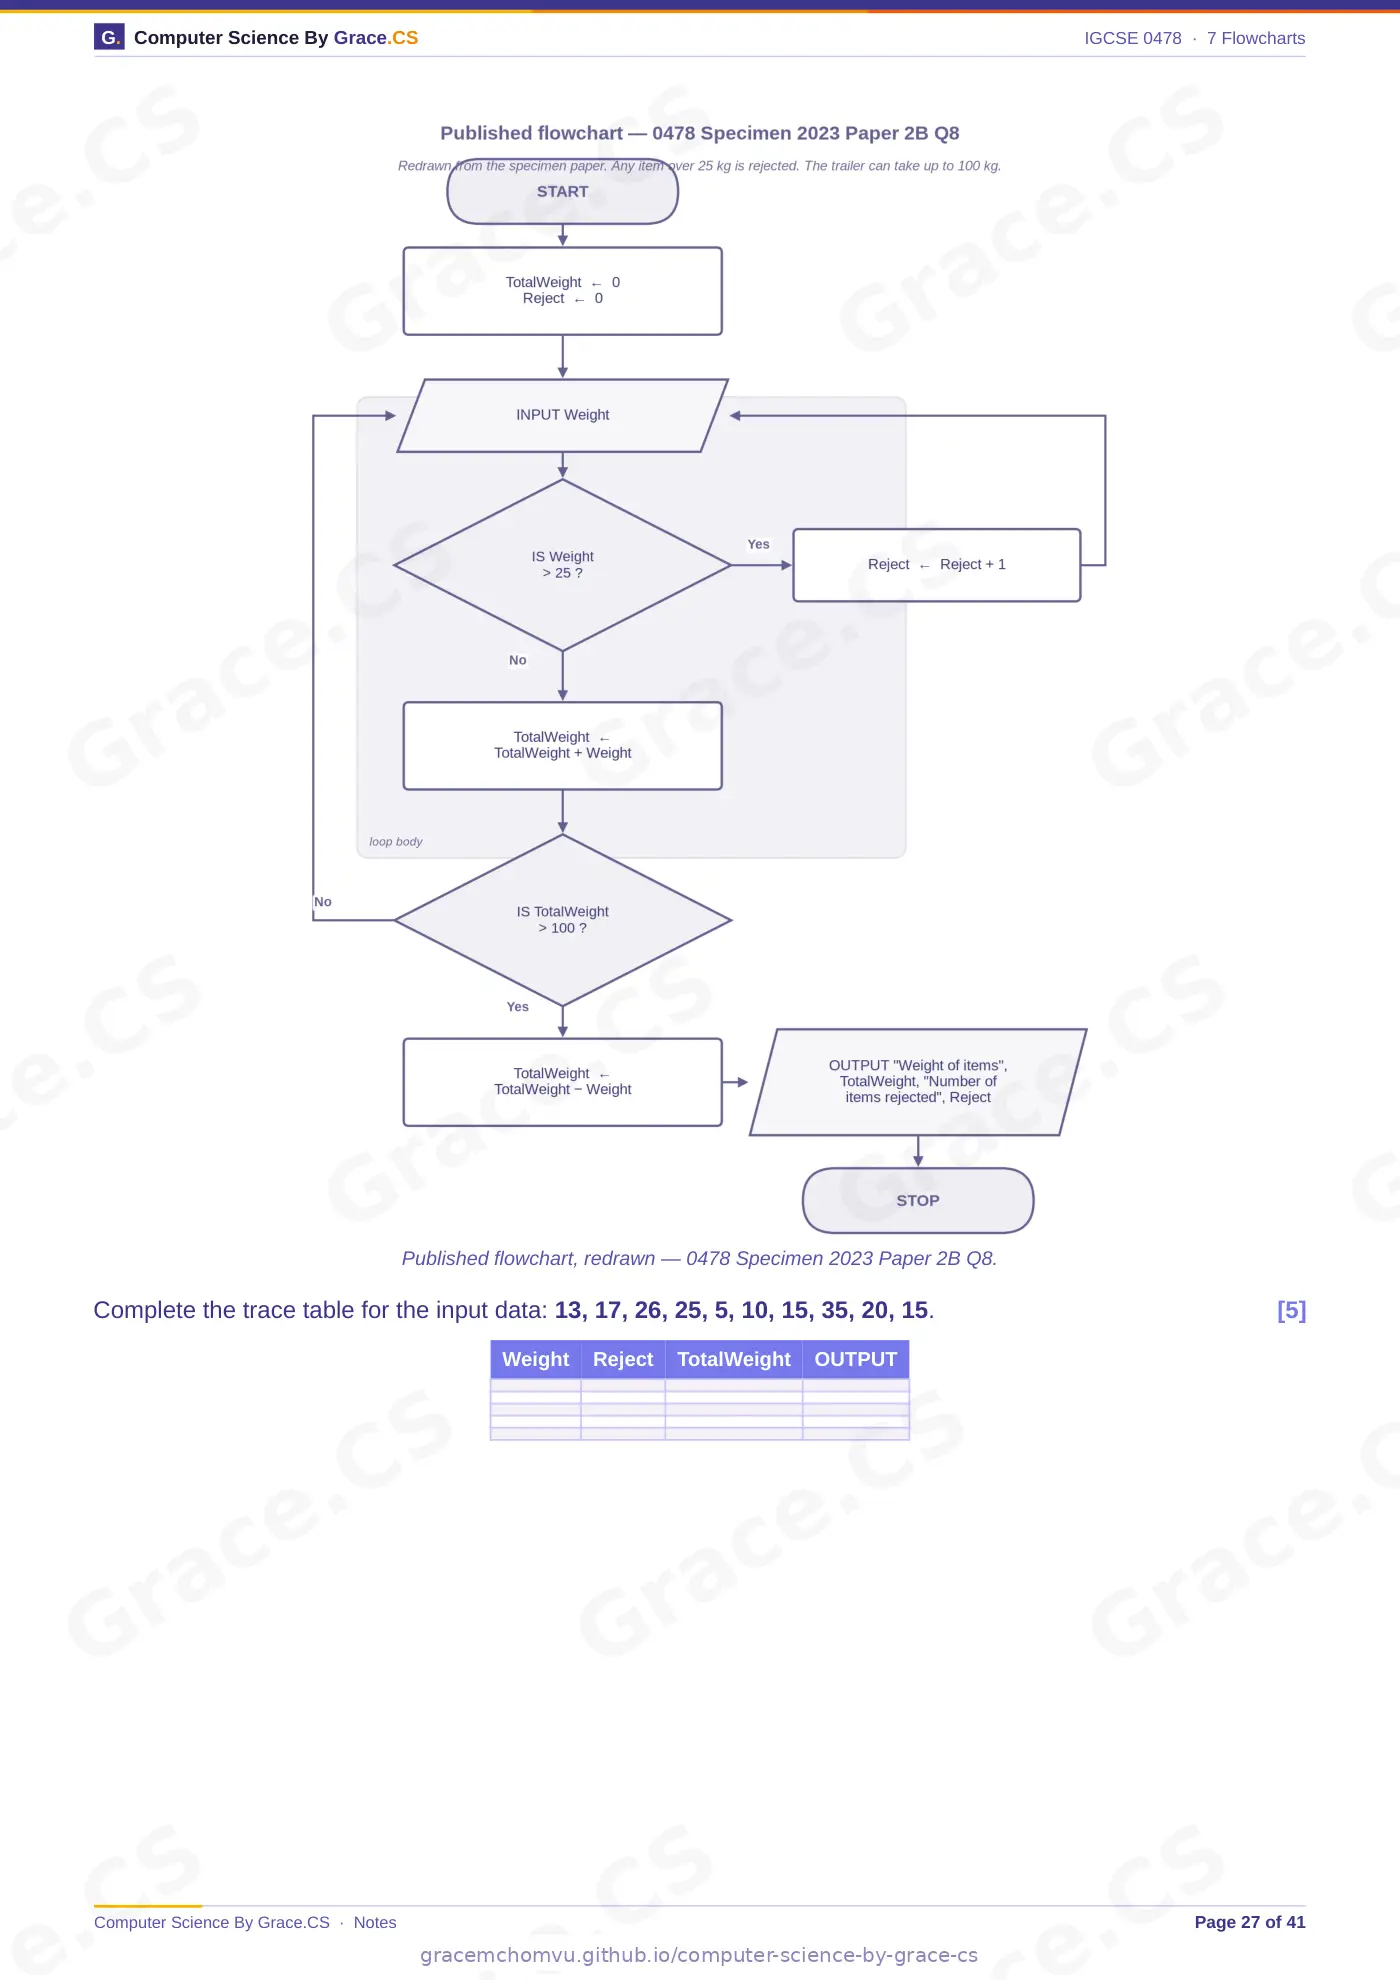 G. Computer Science By Grace.CS
IGCSE 0478 · 7 Flowcharts
Published flowchart — 0478 Specimen 2023 Paper 2B Q8
Redrawn from the specimen paper. Any item over 25 kg is rejected. The trailer can take up to 100 kg.
START
TotalWeight ← 0
Reject ← 0
INPUT Weight
IS Weight
> 25 ?
Yes
Reject ← Reject + 1
No
TotalWeight ←
TotalWeight + Weight
loop body
No
IS TotalWeight
> 100 ?
Yes
TotalWeight ←
TotalWeight − Weight
OUTPUT "Weight of items",
TotalWeight, "Number of
items rejected", Reject
STOP
Published flowchart, redrawn — 0478 Specimen 2023 Paper 2B Q8.
Complete the trace table for the input data: 13, 17, 26, 25, 5, 10, 15, 35, 20, 15. [5]
Weight Reject TotalWeight OUTPUT
Computer Science By Grace.CS · Notes
Page 27 of 41
gracemchomvu.github.io/computer-science-by-grace-cs